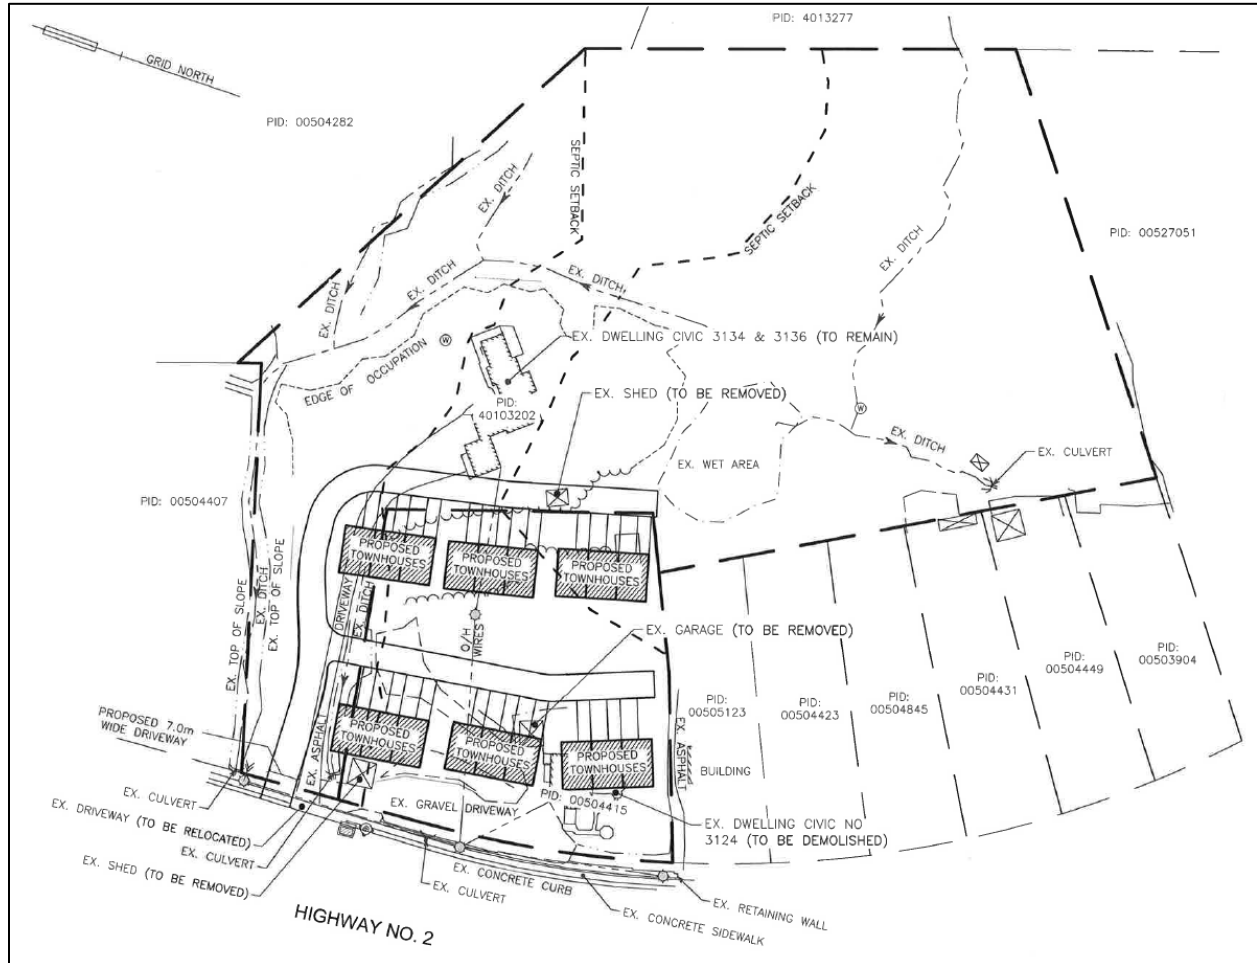 PID: 4013277
GRID NORTH
PID: 00504282
SEPTIC SETBACK
EX. DITCH
EX. DITCH
SEPTIC SETBACK
PID: 00527051
EX. DITCH
EX. DITCH
EX. DITCH
EX. DITCH
EX. DWELLING CIVIC 3134 & 3136 (TO REMAIN)
EDGE OF OCCUPATION
W
EX. SHED (TO BE REMOVED)
PID:
40103202
W
EX. DITCH
EX. CULVERT
EX. WET AREA
PID: 00504407
PROPOSED
TOWNHOUSES
PROPOSED
TOWNHOUSES
PROPOSED
TOWNHOUSES
EX. TOP OF SLOPE
EX. DITCH
EX. TOP OF SLOPE
DRIVEWAY
EX. DITCH
O/H
WIRES
EX. GARAGE (TO BE REMOVED)
PID:
00503904
PID:
00504449
PID:
00504431
PID:
00504845
PID:
00504423
PID:
00505123
PROPOSED 7.0m
WIDE DRIVEWAY
EX. ASPHALT
PROPOSED
TOWNHOUSES
PROPOSED
TOWNHOUSES
PROPOSED
TOWNHOUSES
EX. ASPHALT
BUILDING
PID: 00504415
EX. GRAVEL DRIVEWAY
EX. CULVERT
EX. DRIVEWAY (TO BE RELOCATED)
EX. CULVERT
EX. SHED (TO BE REMOVED)
EX. DWELLING CIVIC NO
3124 (TO BE DEMOLISHED)
EX. CONCRETE CURB
EX. CULVERT
EX. RETAINING WALL
EX. CONCRETE SIDEWALK
HIGHWAY NO. 2